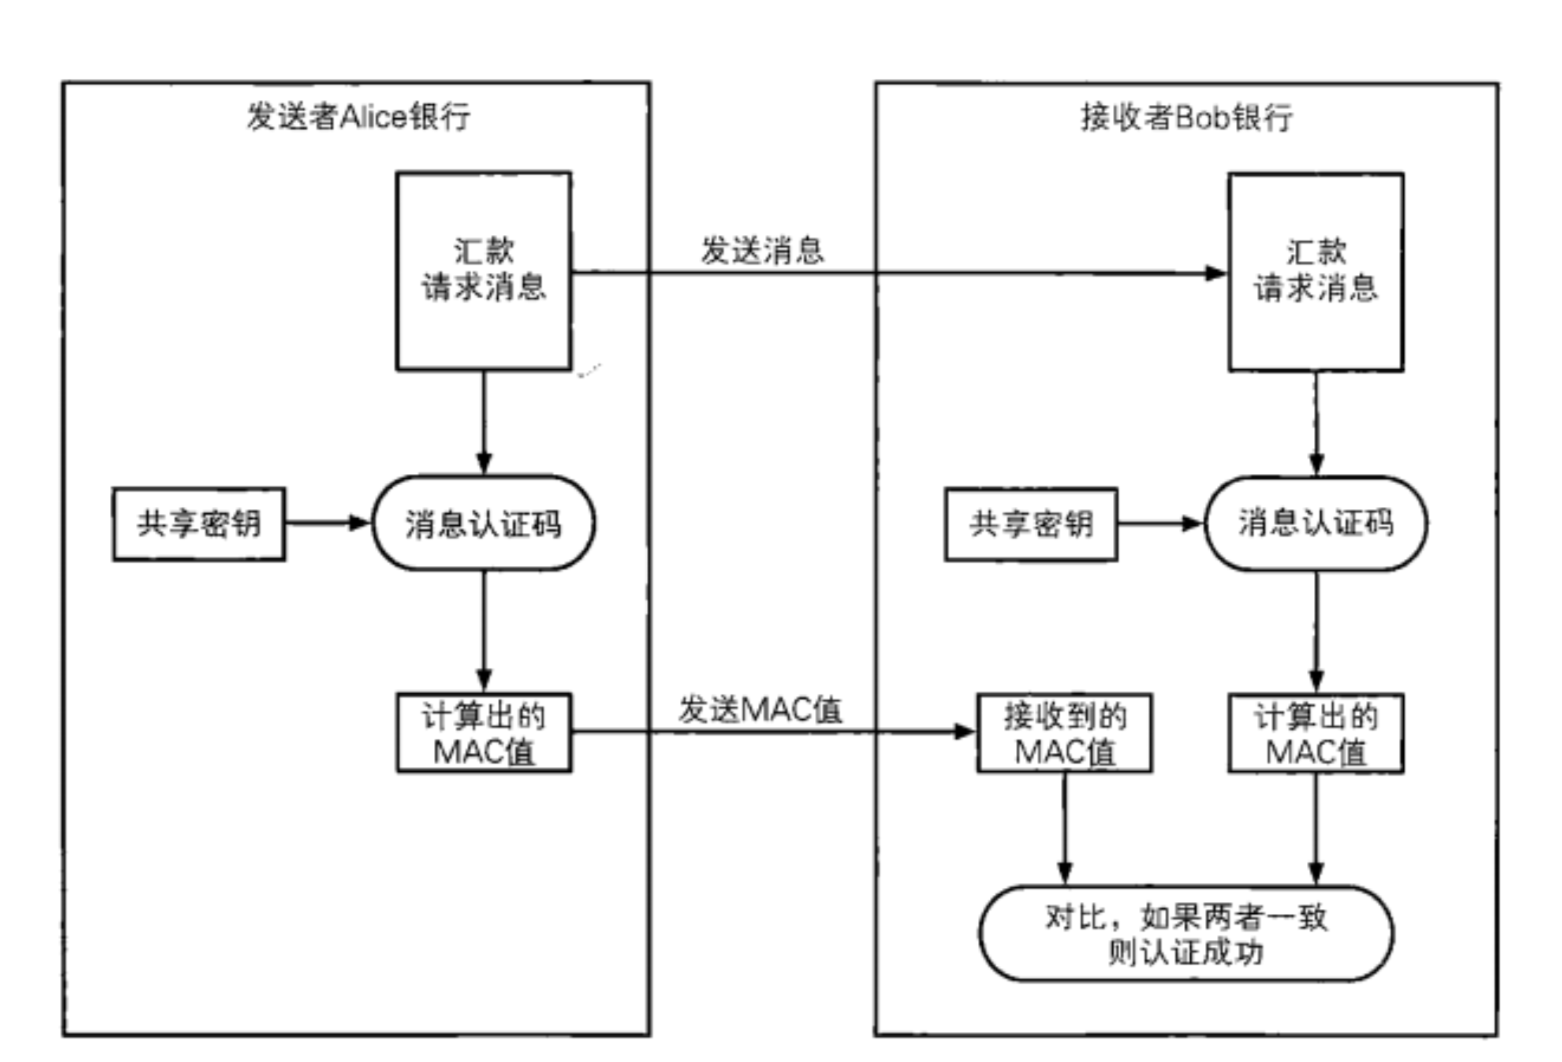 发送者Alice银行
接收者Bob银行
汇款
请求消息
发送消息
汇款
请求消息
共享密钥
消息认证码
共享密钥
消息认证码
计算出的
MAC值
发送MAC值
接收到的
MAC值
计算出的
MAC值
对比，如果两者一致
则认证成功